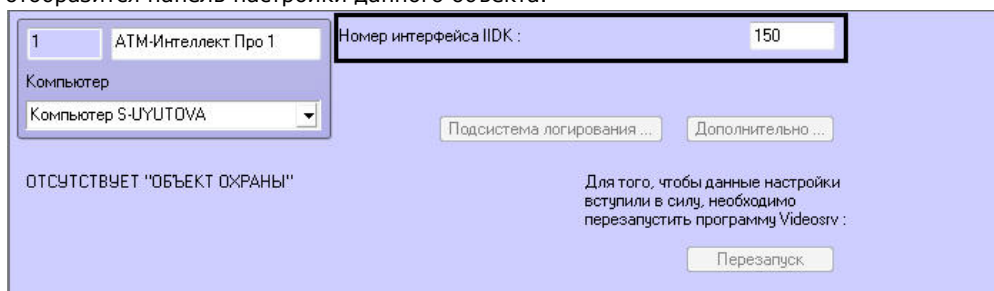 отобразится панель настройки данного объекта.
1 АТМ-Интеллект Про 1 Номер интерфейса IIDK : 150
Компьютер
Компьютер S-UYUTOVA
Подсистема логирования ... Дополнительно ...
ОТСУТСТВУЕТ "ОБЪЕКТ ОХРАНЫ"
Для того, чтобы данные настройки
вступили в силу, необходимо
перезапустить программу Videosrv :
Перезапуск